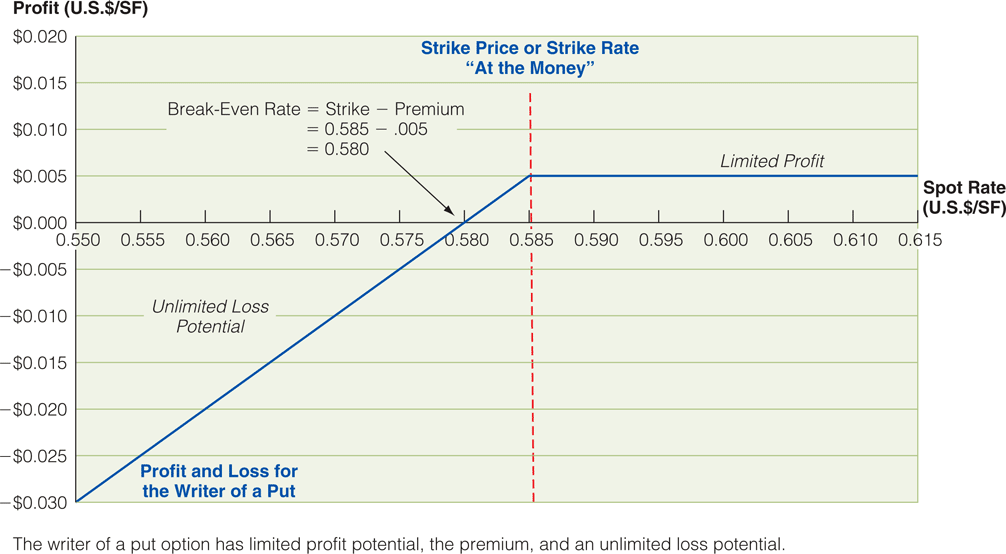 Profit (U.S.$/SF)
$0.020
Strike Price or Strike Rate
“At the Money”
$0.015
Break-Even Rate = Strike − Premium
$0.010
= 0.585 − .005
= 0.580
Limited Profit
$0.005
Spot Rate
(U.S.$/SF)
$0.000
0.550 0.555 0.560 0.565 0.570 0.575 0.580 0.585 0.590 0.595 0.600 0.605 0.610 0.615
−$0.005
Unlimited Loss
Potential
−$0.010
−$0.015
−$0.020
−$0.025
Profit and Loss for
the Writer of a Put
−$0.030
The writer of a put option has limited profit potential, the premium, and an unlimited loss potential.